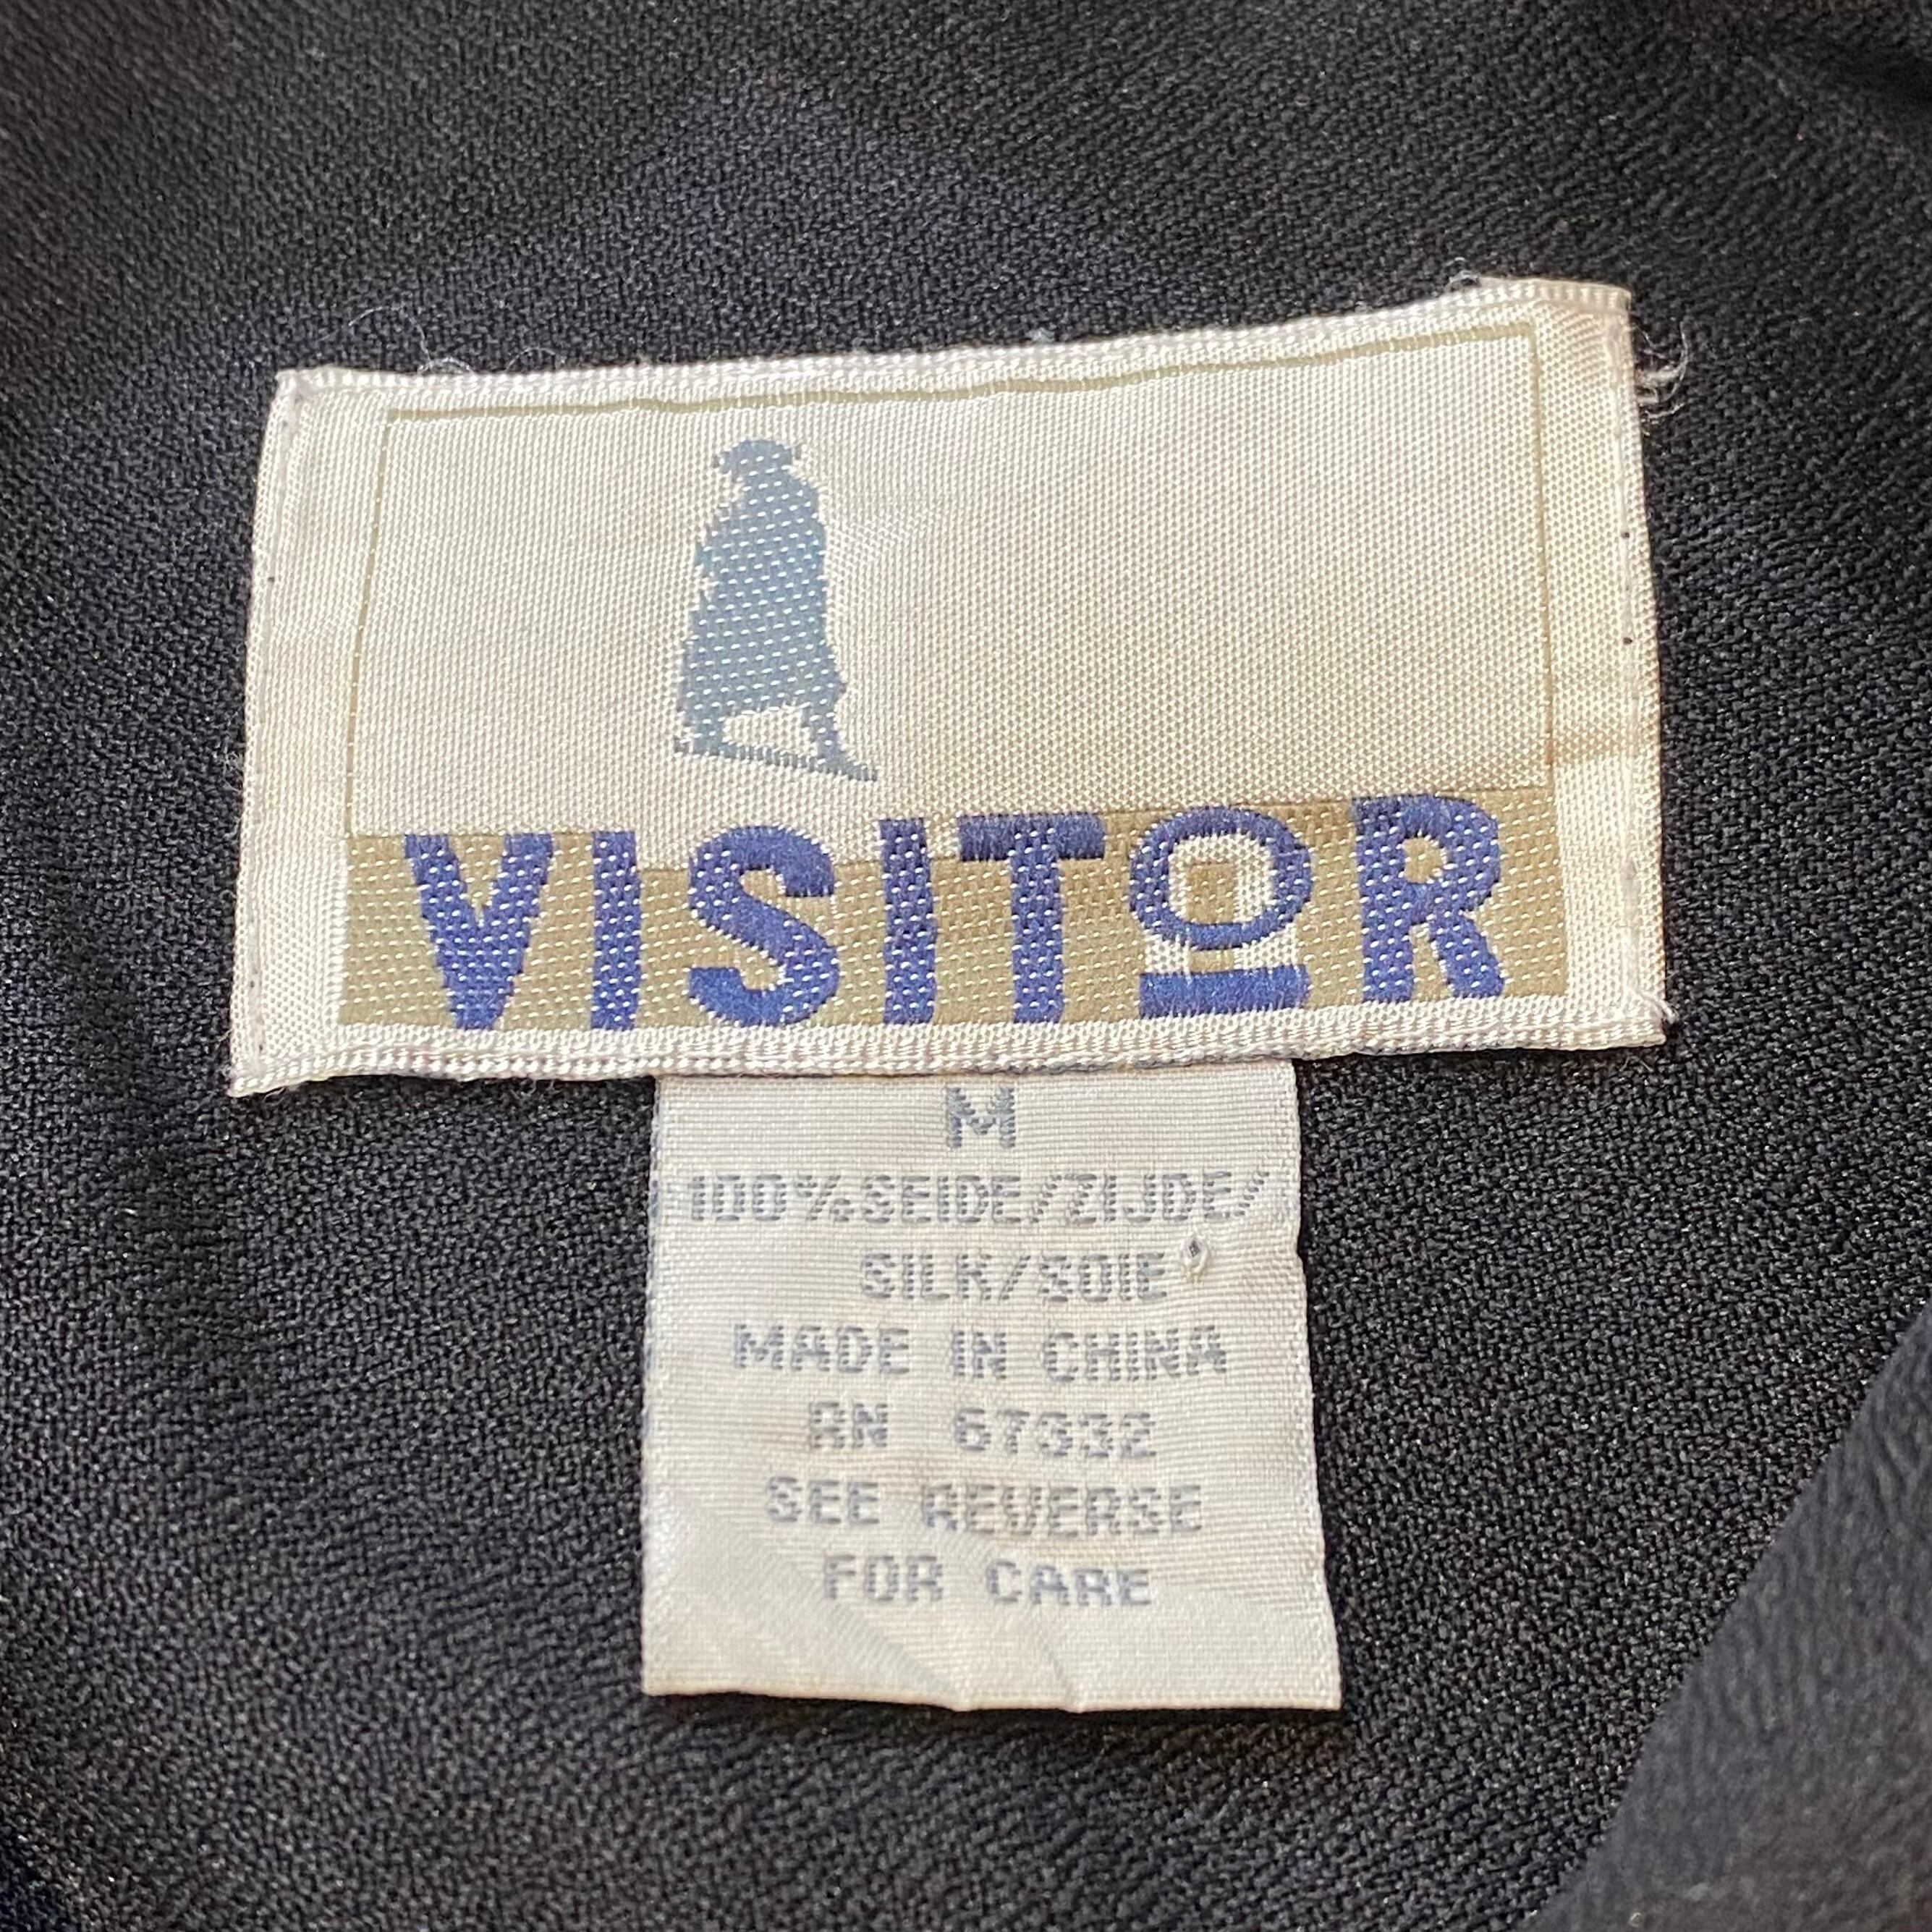 VISITOR
M
100%SEIDE/ZIJDE/
SILK/SOIE
MADE IN CHINA
RN 67332
SEE REVERSE
FOR CARE